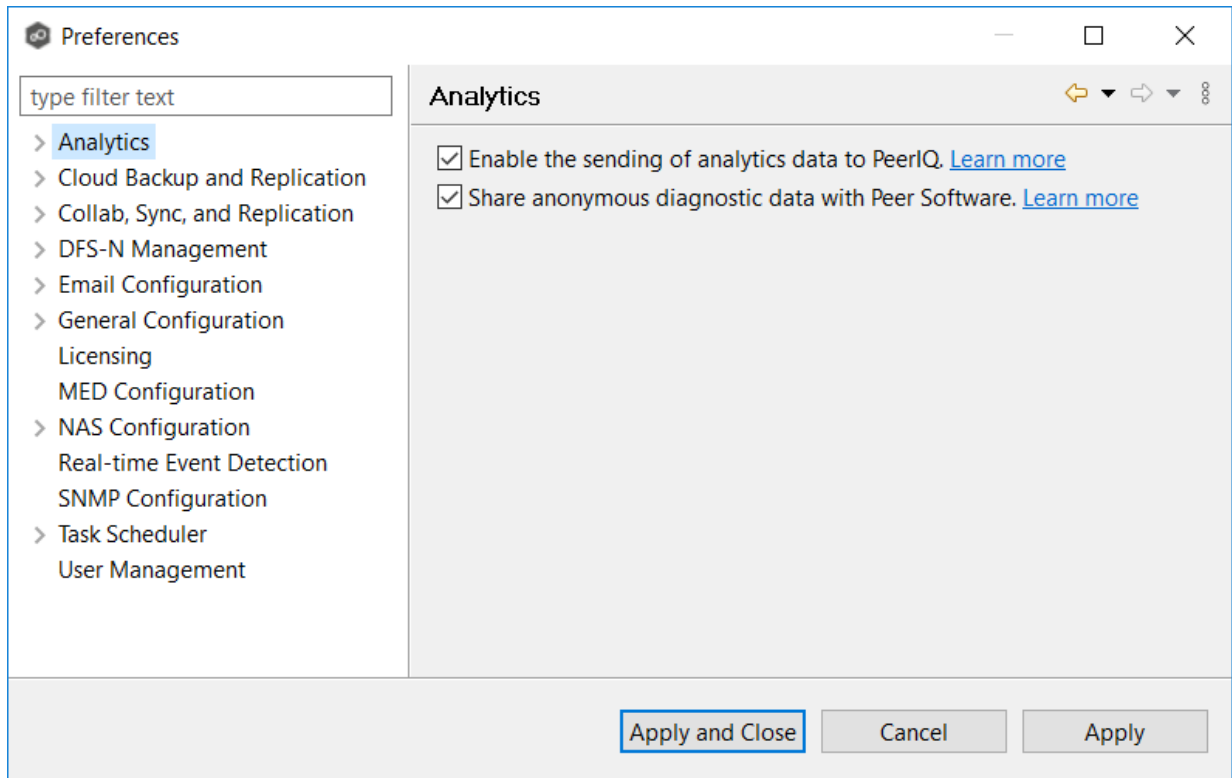 Preferences
type filter text
Analytics
Cloud Backup and Replication
Collab, Sync, and Replication
DFS-N Management
Email Configuration
General Configuration
Licensing
MED Configuration
NAS Configuration
Real-time Event Detection
SNMP Configuration
Task Scheduler
User Management
Analytics
Enable the sending of analytics data to PeerIQ. Learn more
Share anonymous diagnostic data with Peer Software. Learn more
Apply and Close Cancel Apply